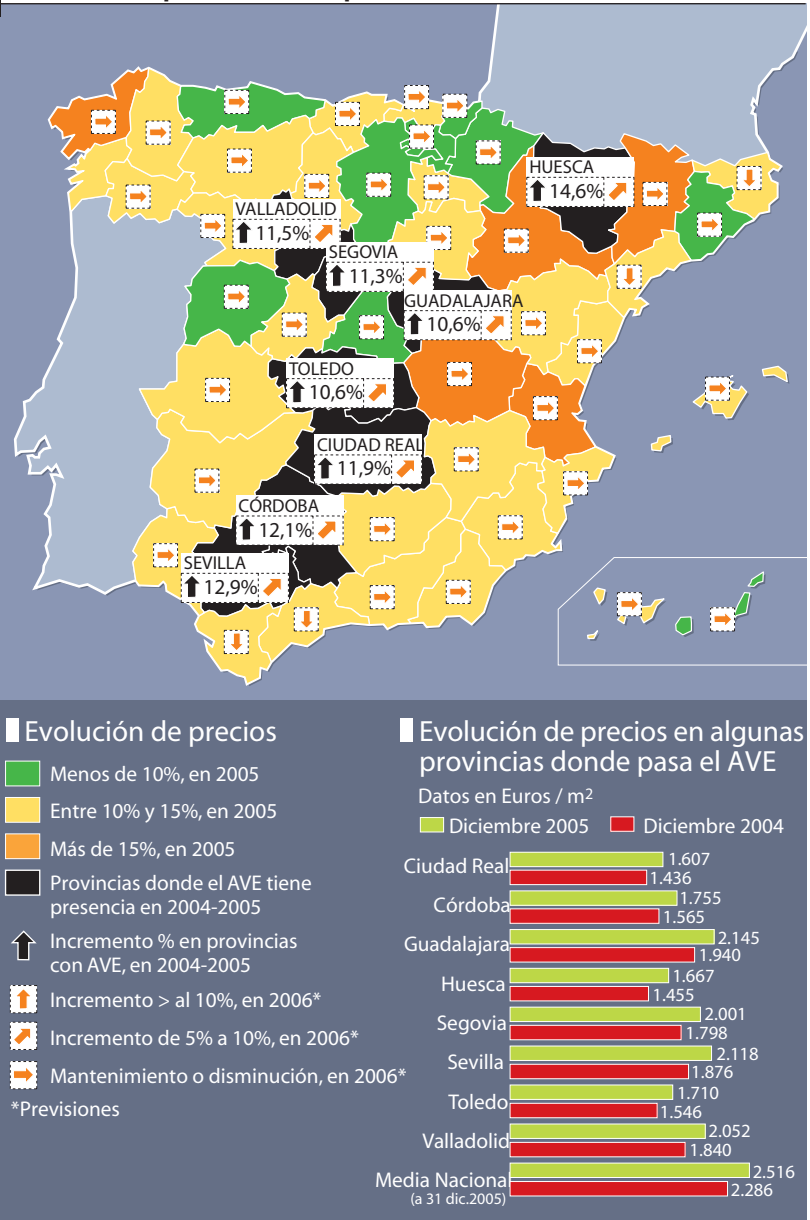 HUESCA
14,6%
VALLADOLID
11,5%
SEGOVIA
11,3%
GUADALAJARA
10,6%
TOLEDO
10,6%
CIUDAD REAL
11,9%
CÓRDOBA
12,1%
SEVILLA
12,9%
Evolución de precios
Menos de 10%, en 2005
Entre 10% y 15%, en 2005
Más de 15%, en 2005
Provincias donde el AVE tiene
presencia en 2004-2005
Incremento % en provincias
con AVE, en 2004-2005
Incremento > al 10%, en 2006*
Incremento de 5% a 10%, en 2006*
Mantenimiento o disminución, en 2006*
*Previsiones
Evolución de precios en algunas
provincias donde pasa el AVE
Datos en Euros / m2
Diciembre 2005 Diciembre 2004
Ciudad Real 1.607
1.436
Córdoba 1.755
1.565
Guadalajara 2.145
1.940
Huesca 1.667
1.455
Segovia 2.001
1.798
Sevilla 2.118
1.876
Toledo 1.710
1.546
Valladolid 2.052
1.840
Media Nacional 2.516
(a 31 dic.2005) 2.286